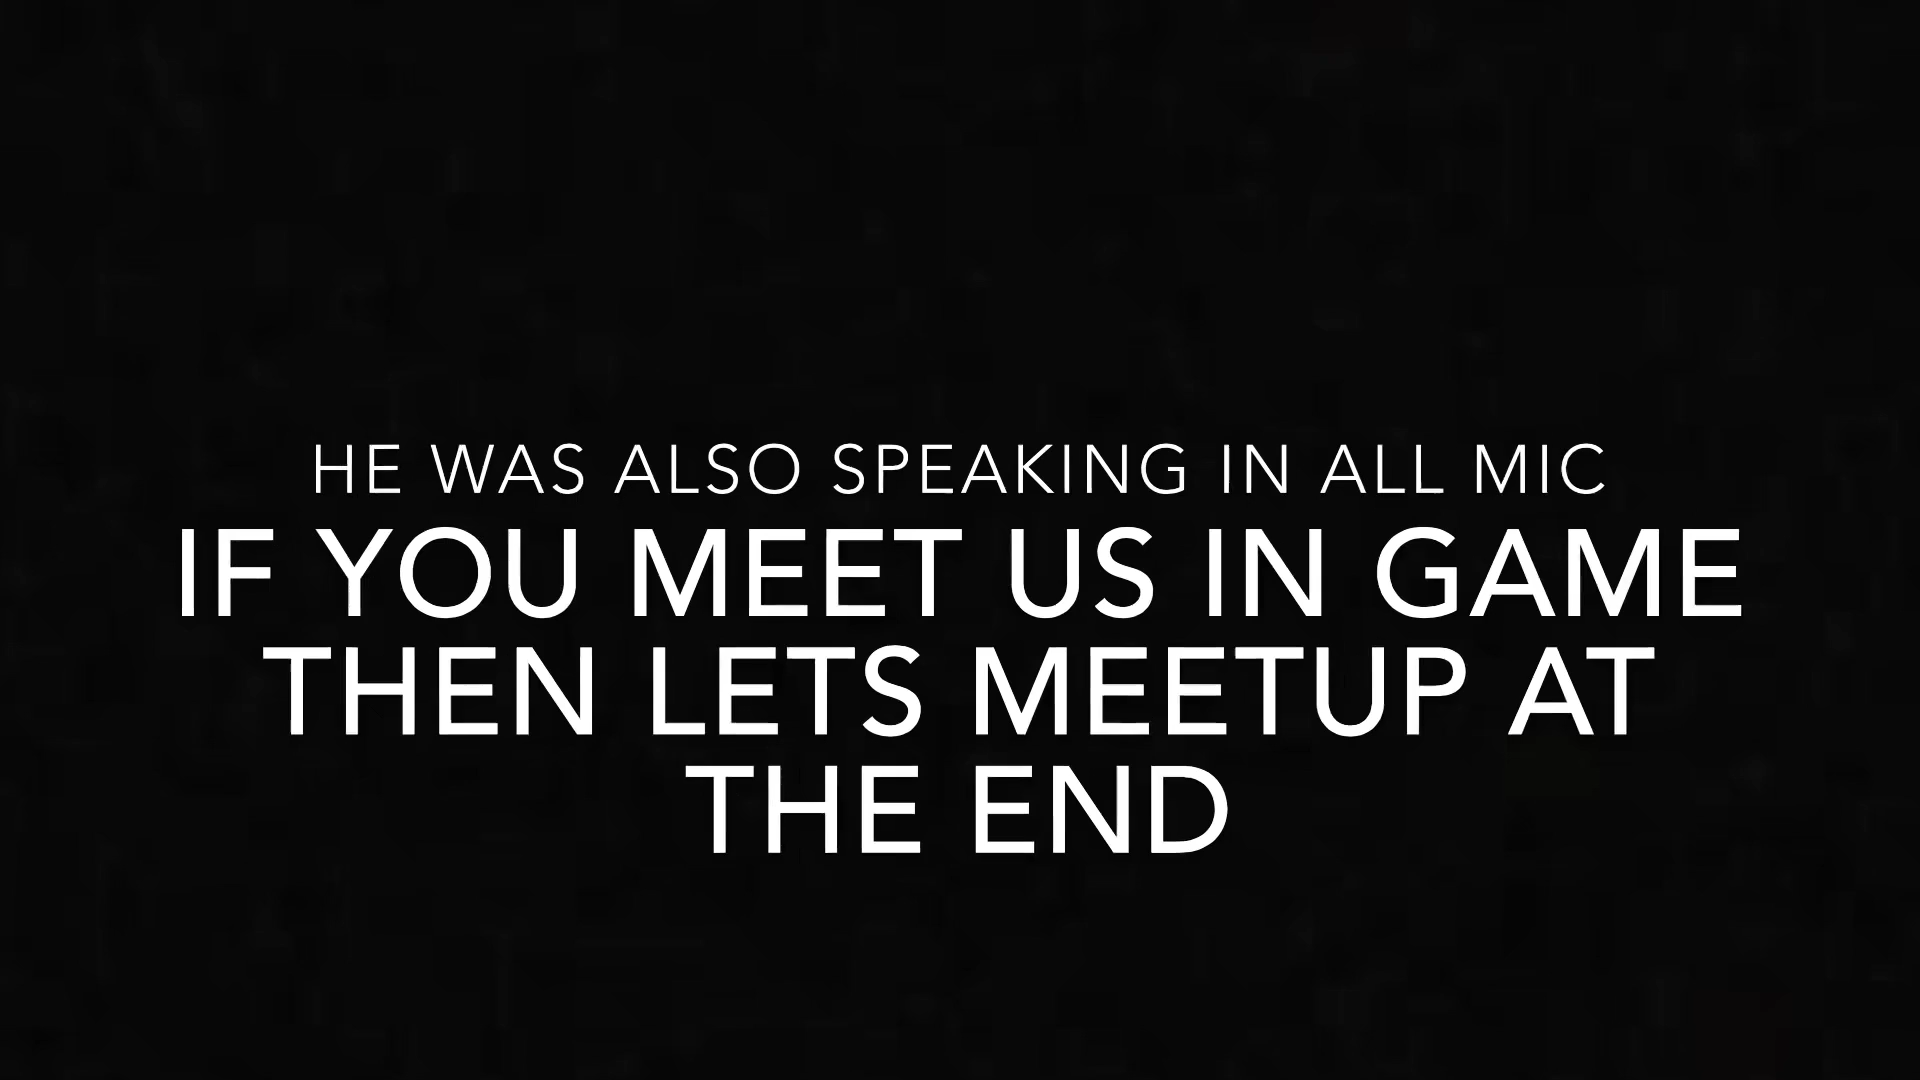 HE WAS ALSO SPEAKING IN ALL MIC
IF YOU MEET US IN GAME
THEN LETS MEETUP AT
THE END